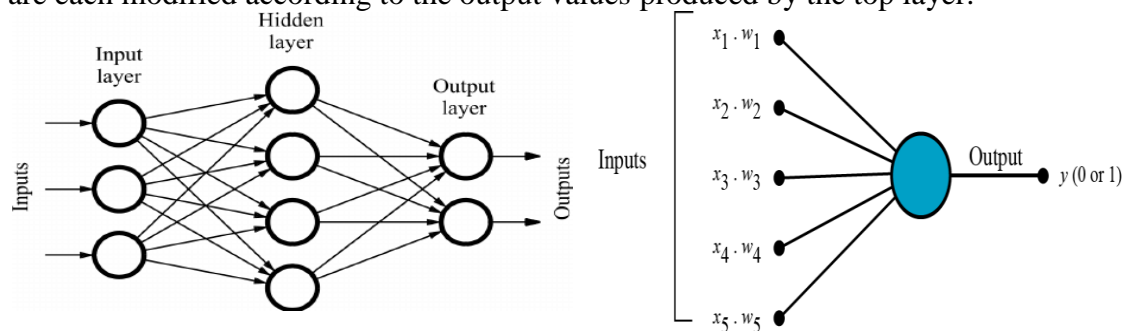 are each modified according to the output values produced by the top layer.
Hidden
layer
Input
layer
Output
layer
Inputs
Outputs
Inputs
x1 . w1
x2 . w2
x3 . w3
x4 . w4
x5 . w5
Output
y (0 or 1)